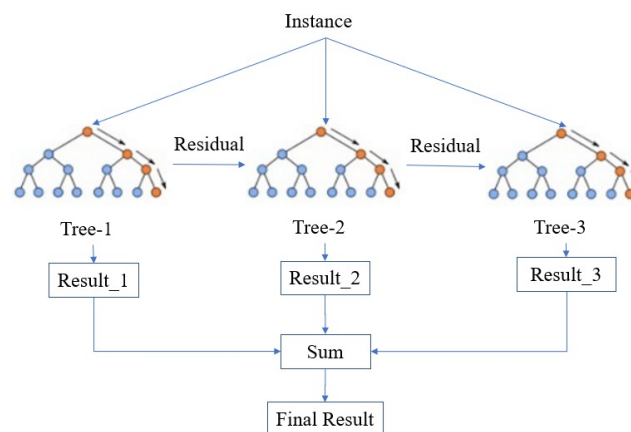 Instance
Residual
Residual
Tree-1
Tree-2
Tree-3
Result_1
Result_2
Result_3
Sum
Final Result